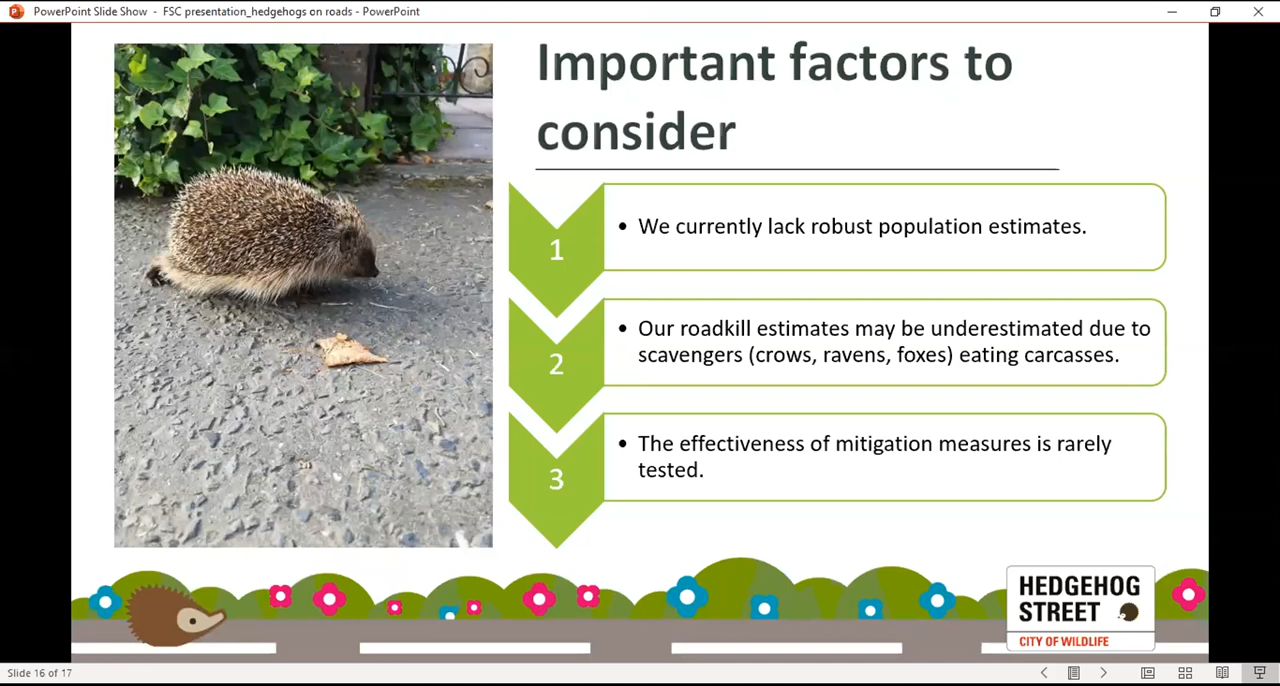 PowerPoint Slide Show - FSC presentation_hedgehogs on roads - PowerPoint
Important factors to
consider
1
• We currently lack robust population estimates.
2
• Our roadkill estimates may be underestimated due to
scavengers (crows, ravens, foxes) eating carcasses.
3
• The effectiveness of mitigation measures is rarely
tested.
HEDGEHOG
STREET
CITY OF WILDLIFE
Slide 16 of 17